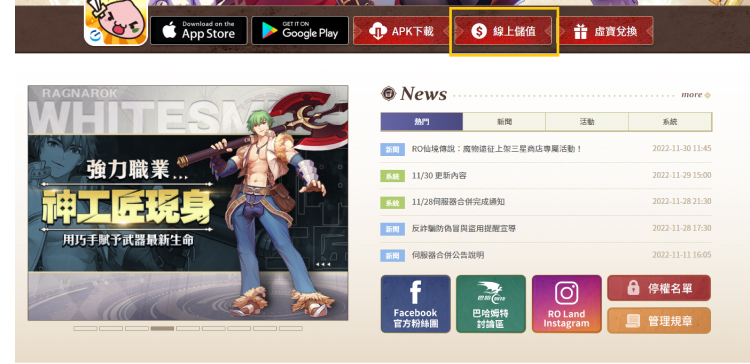 Download on the
App Store
GET IT ON
Google Play
APK下載
線上儲值
虛寶兌換
RAGNAROK
WHITESM
強力職業...
神工匠現身
用巧手賦予武器最新生命
News
more
熱門
新聞
活動
系統
新聞 RO仙境傳說：魔物遠征上架三星商店專屬活動！ 2022-11-30 11:45
系統 11/30 更新內容 2022-11-29 15:00
系統 11/28伺服器合併完成通知 2022-11-28 21:30
新聞 反詐騙防偽冒與盜用提醒宣導 2022-11-28 17:30
新聞 伺服器合併公告說明 2022-11-11 16:05
Facebook
官方粉絲團
巴哈姆特
討論區
RO Land
Instagram
停權名單
管理規章